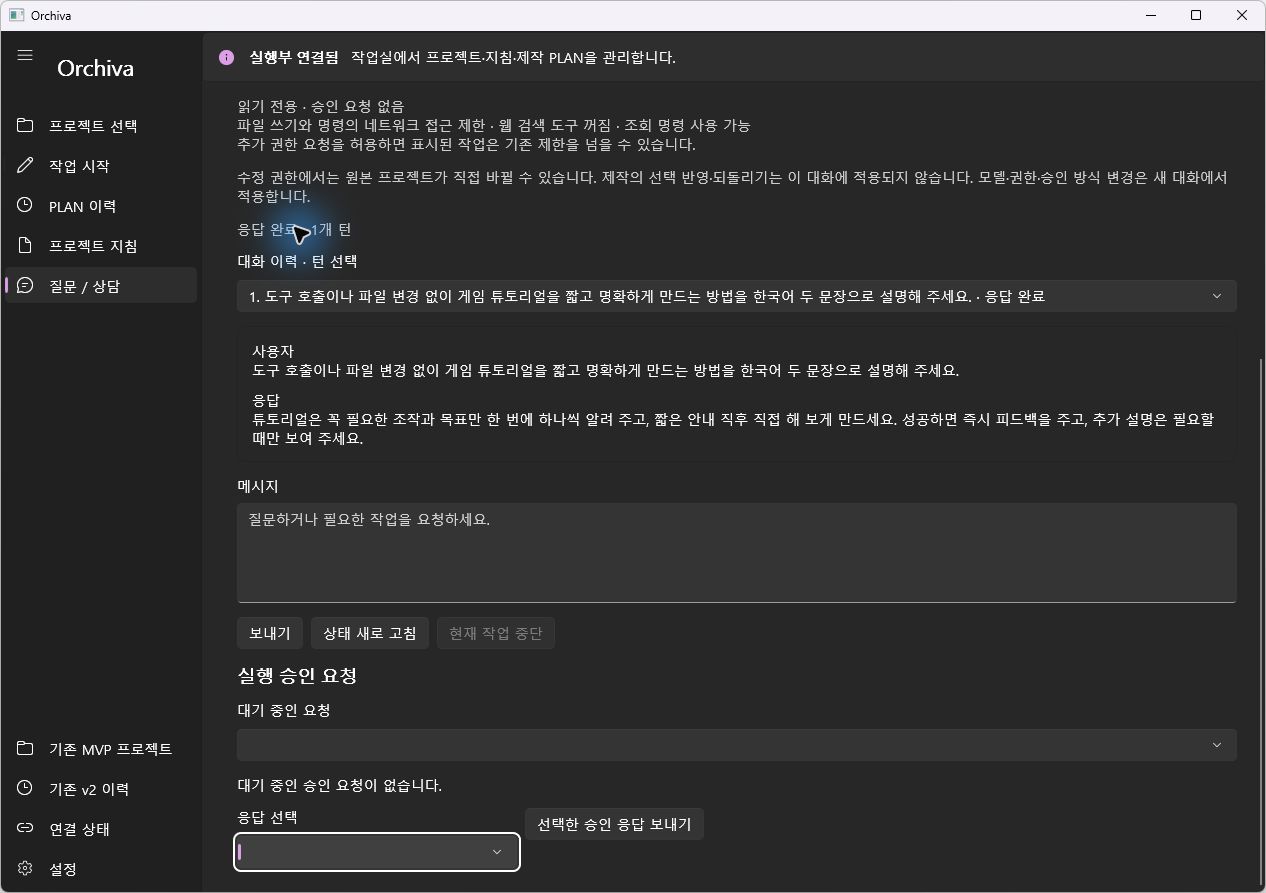 Orchiva
Orchiva
프로젝트 선택
작업 시작
PLAN 이력
프로젝트 지침
질문 / 상담
기존 MVP 프로젝트
기존 v2 이력
연결 상태
설정
실행부 연결됨 작업실에서 프로젝트·지침·제작 PLAN을 관리합니다.
읽기 전용 · 승인 요청 없음
파일 쓰기와 명령의 네트워크 접근 제한 · 웹 검색 도구 꺼짐 · 조회 명령 사용 가능
추가 권한 요청을 허용하면 표시된 작업은 기존 제한을 넘을 수 있습니다.
수정 권한에서는 원본 프로젝트가 직접 바뀔 수 있습니다. 제작의 선택 반영·되돌리기는 이 대화에 적용되지 않습니다. 모델·권한·승인 방식 변경은 새 대화에서
적용합니다.
응답 완료 1개 턴
대화 이력 · 턴 선택
1. 도구 호출이나 파일 변경 없이 게임 튜토리얼을 짧고 명확하게 만드는 방법을 한국어 두 문장으로 설명해 주세요. · 응답 완료
사용자
도구 호출이나 파일 변경 없이 게임 튜토리얼을 짧고 명확하게 만드는 방법을 한국어 두 문장으로 설명해 주세요.
응답
튜토리얼은 꼭 필요한 조작과 목표만 한 번에 하나씩 알려 주고, 짧은 안내 직후 직접 해 보게 만드세요. 성공하면 즉시 피드백을 주고, 추가 설명은 필요할
때만 보여 주세요.
메시지
질문하거나 필요한 작업을 요청하세요.
보내기
상태 새로 고침
현재 작업 중단
실행 승인 요청
대기 중인 요청
대기 중인 승인 요청이 없습니다.
응답 선택
선택한 승인 응답 보내기